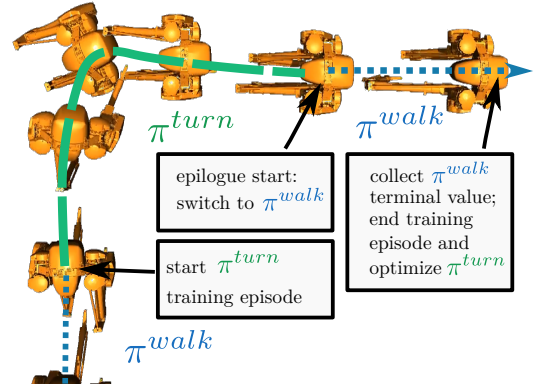 π^turn
π^walk
epilogue start:
switch to π^walk
collect π^walk
terminal value;
end training
episode and
optimize π^turn
start π^turn
training episode
π^walk